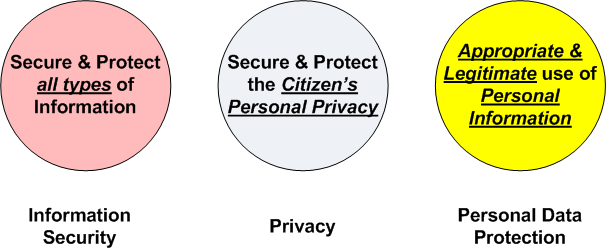 Secure & Protect
all types of
Information
Secure & Protect
the Citizen's
Personal Privacy
Appropriate &
Legitimate use of
Personal
Information
Information
Security
Privacy
Personal Data
Protection